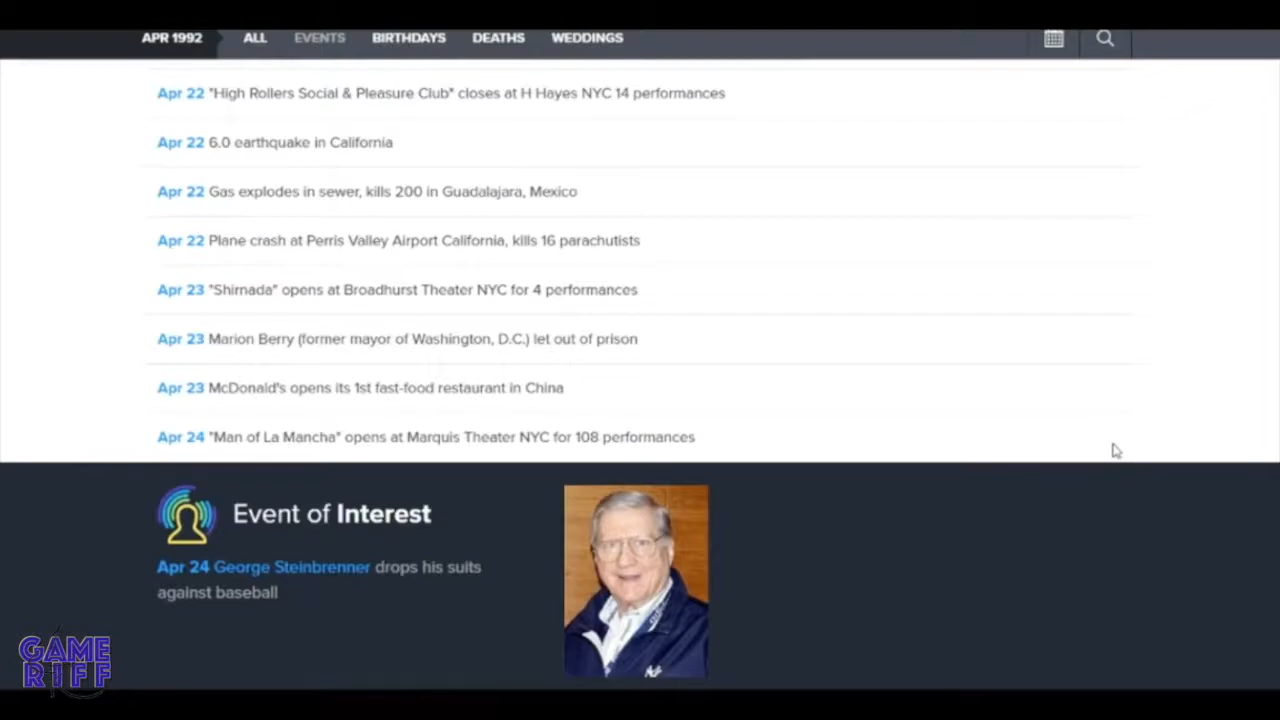 APR 1992 ALL EVENTS BIRTHDAYS DEATHS WEDDINGS
Apr 22 "High Rollers Social & Pleasure Club" closes at H Hayes NYC 14 performances
Apr 22 6.0 earthquake in California
Apr 22 Gas explodes in sewer, kills 200 in Guadalajara, Mexico
Apr 22 Plane crash at Perris Valley Airport California, kills 16 parachutists
Apr 23 "Shimada" opens at Broadhurst Theater NYC for 4 performances
Apr 23 Marion Berry (former mayor of Washington, D.C.) let out of prison
Apr 23 McDonald's opens its 1st fast-food restaurant in China
Apr 24 "Man of La Mancha" opens at Marquis Theater NYC for 108 performances
Event of Interest
Apr 24 George Steinbrenner drops his suits
against baseball
GAME
RIFF